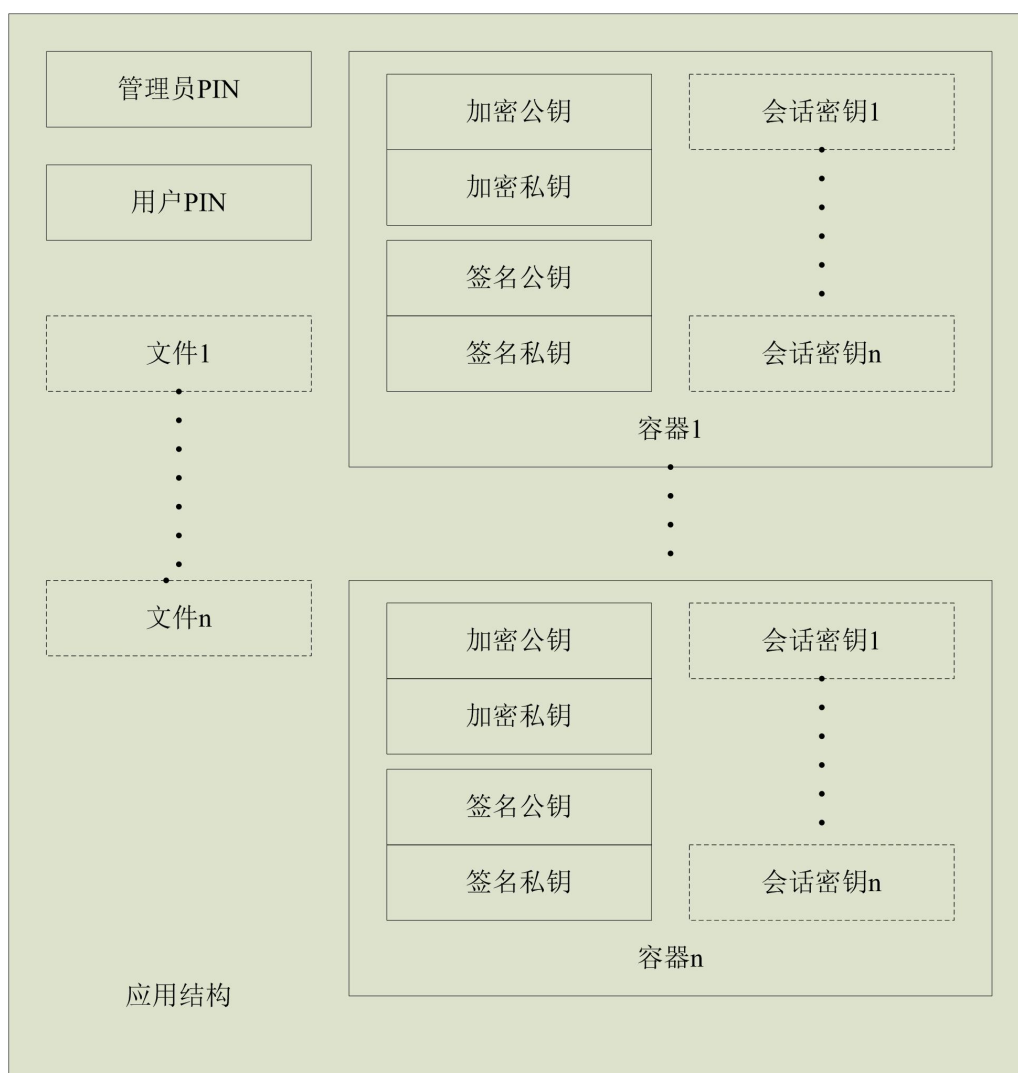 管理员PIN
用户PIN
文件1
文件n
应用结构
加密公钥
加密私钥
签名公钥
签名私钥
会话密钥1
会话密钥n
容器1
加密公钥
加密私钥
签名公钥
签名私钥
会话密钥1
会话密钥n
容器n